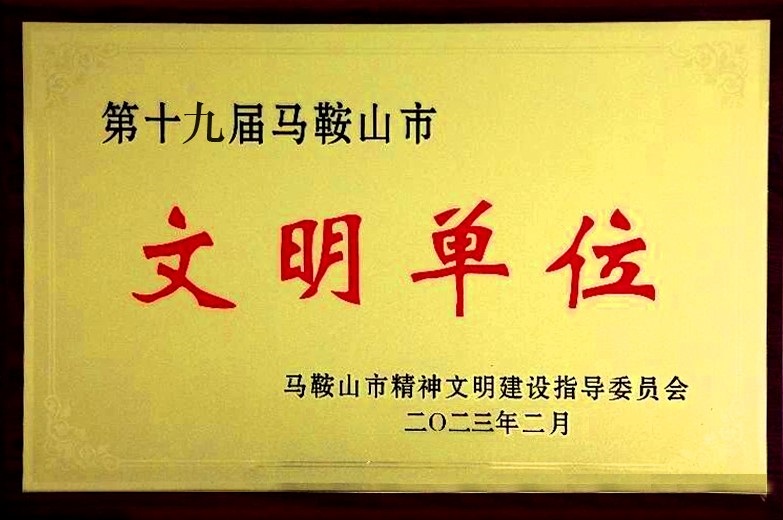 第十九届马鞍山市
文明单位
马鞍山市精神文明建设指导委员会
二〇二三年二月